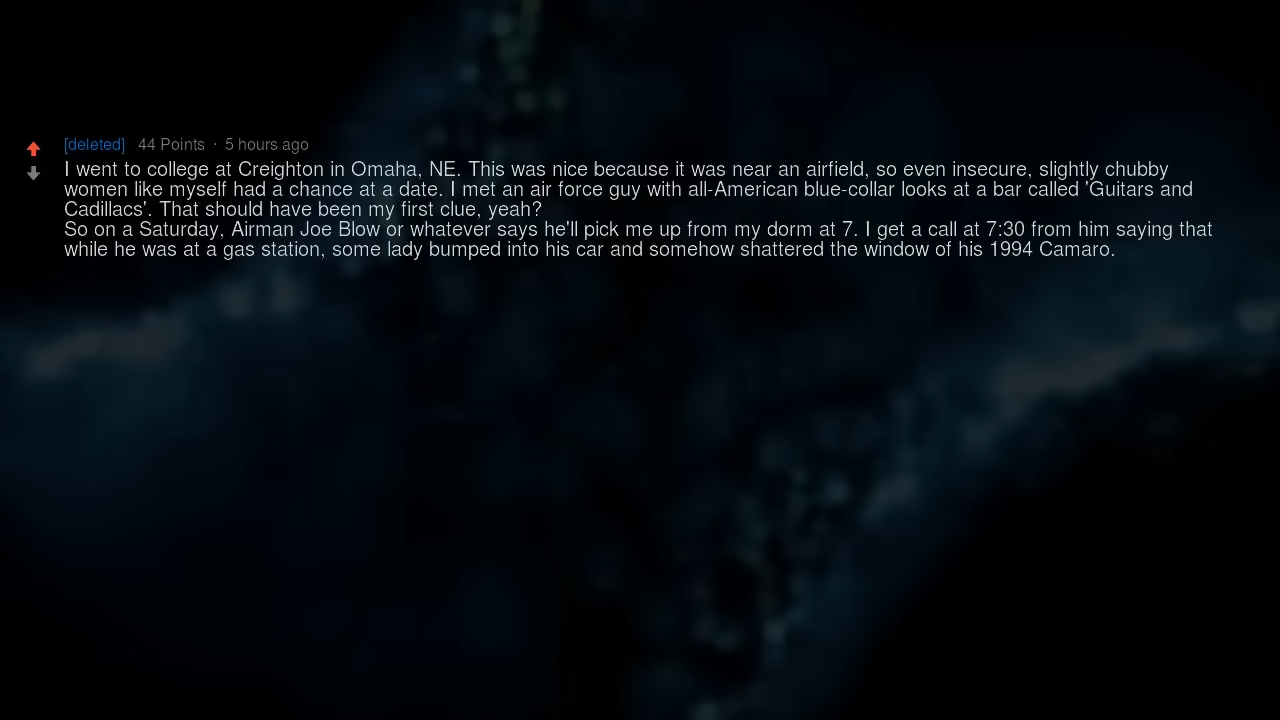 [deleted] 44 Points · 5 hours ago
I went to college at Creighton in Omaha, NE. This was nice because it was near an airfield, so even insecure, slightly chubby
women like myself had a chance at a date. I met an air force guy with all-American blue-collar looks at a bar called 'Guitars and
Cadillacs'. That should have been my first clue, yeah?
So on a Saturday, Airman Joe Blow or whatever says he'll pick me up from my dorm at 7. I get a call at 7:30 from him saying that
while he was at a gas station, some lady bumped into his car and somehow shattered the window of his 1994 Camaro.